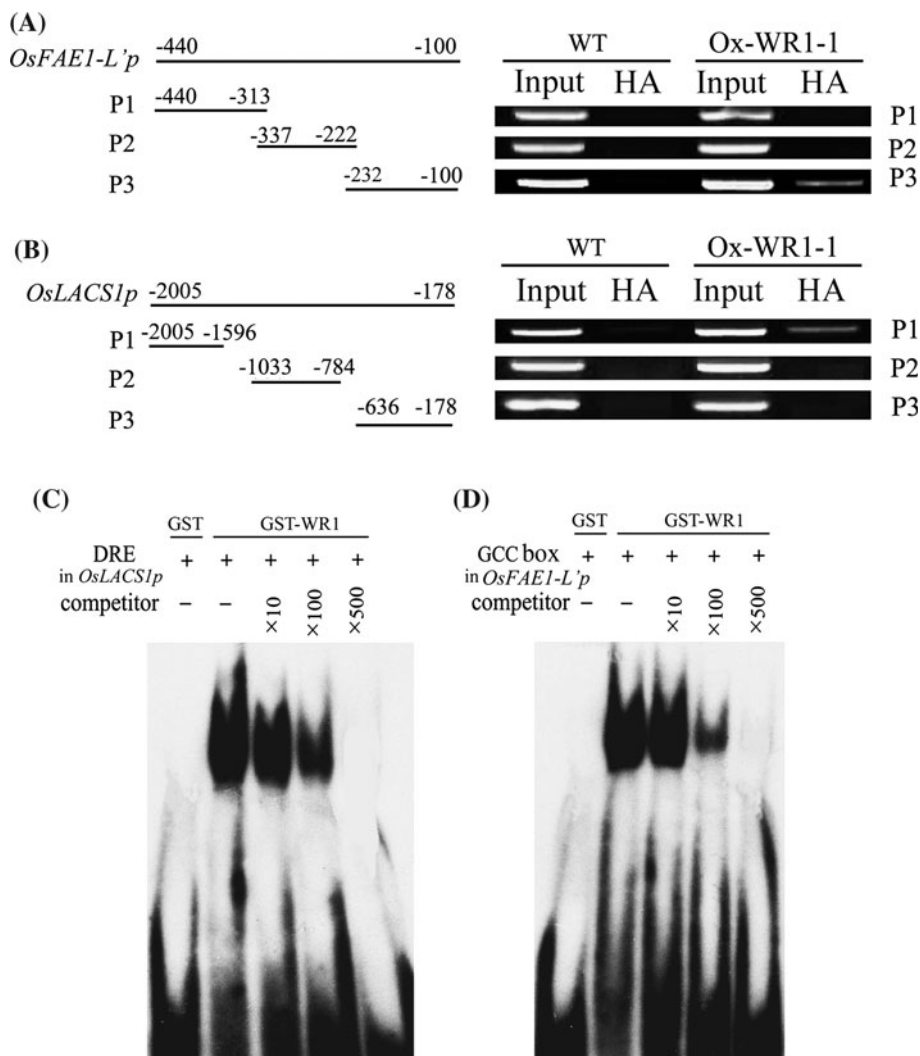 (A)
OsFAE1-L'p -440 -100
P1 -440 -313
P2 -337 -222
P3 -232 -100
WT Ox-WR1-1
Input HA Input HA
P1
P2
P3
(B)
OsLACS1p -2005 -178
P1 -2005 -1596
P2 -1033 -784
P3 -636 -178
WT Ox-WR1-1
Input HA Input HA
P1
P2
P3
(C)
GST GST-WR1
DRE + + + + +
in OsLACS1p
competitor – – ×10 ×100 ×500
(D)
GST GST-WR1
GCC box + + + + +
in OsFAE1-L'p
competitor – – ×10 ×100 ×500